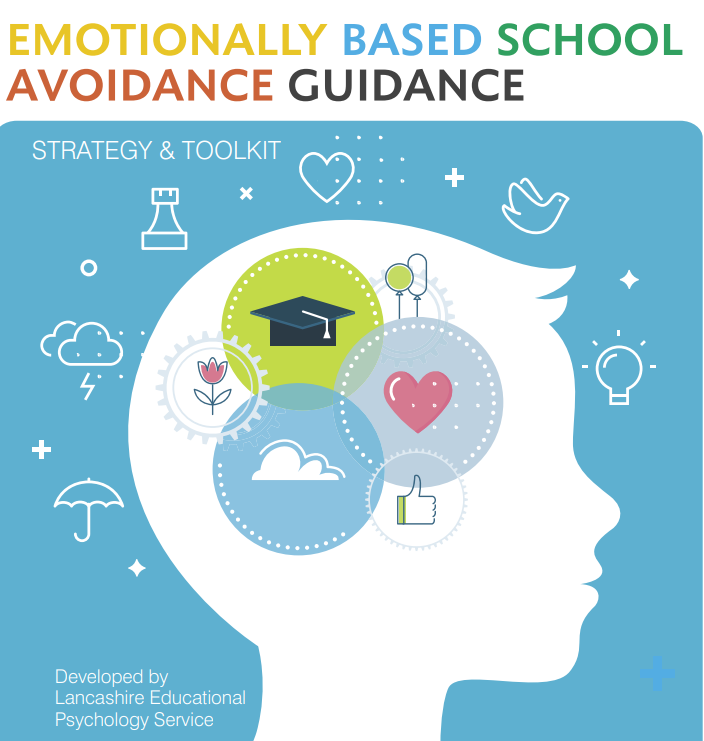 EMOTIONALLY BASED SCHOOL
AVOIDANCE GUIDANCE
STRATEGY & TOOLKIT
Developed by
Lancashire Educational
Psychology Service